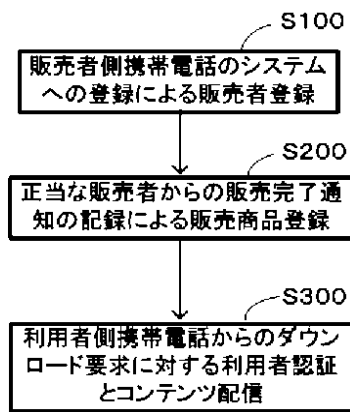 S100
販売者側携帯電話のシステム
への登録による販売者登録
S200
正当な販売者からの販売完了通
知の記録による販売商品登録
S300
利用者側携帯電話からのダウン
ロード要求に対する利用者認証
とコンテンツ配信